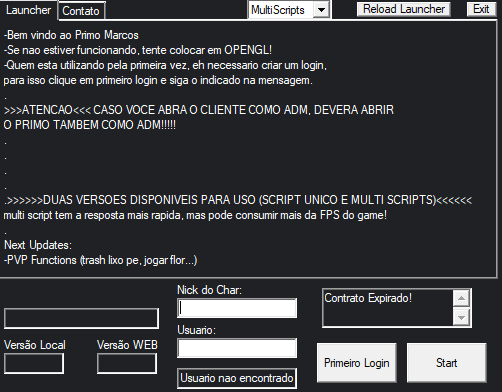 Launcher Contato MultiScripts Reload Launcher Exit
-Bem vindo ao Primo Marcos
-Se nao estiver funcionando, tente colocar em OPENGL!
-Quem esta utilizando pela primeira vez, eh necessario criar um login,
para isso clique em primeiro login e siga o indicado na mensagem.
.
>>>ATENCAO<<< CASO VOCE ABRA O CLIENTE COMO ADM, DEVERA ABRIR
O PRIMO TAMBEM COMO ADM!!!!!
.
.
.
.
.>>>>>>DUAS VERSOES DISPONIVEIS PARA USO (SCRIPT UNICO E MULTI SCRIPTS)<<<<<<
multi script tem a resposta mais rapida, mas pode consumir mais da FPS do game!
.
Next Updates:
-PVP Functions (trash lixo pe, jogar flor...)
Nick do Char:
Contrato Expirado!
Usuario:
Versão Local Versão WEB
Primeiro Login Start
Usuario nao encontrado